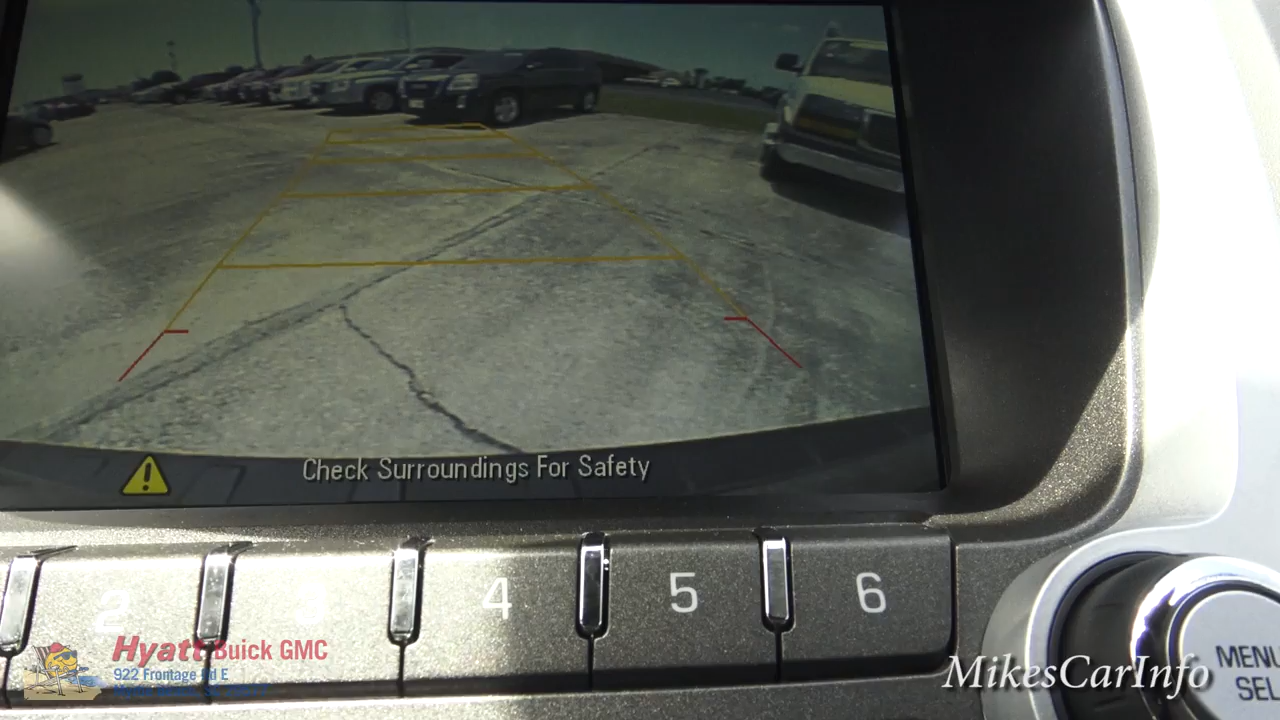 Check Surroundings For Safety
2 3 4 5 6
Hyatt Buick GMC
922 Frontage Rd E
MENU
SEL
MikesCarInfo